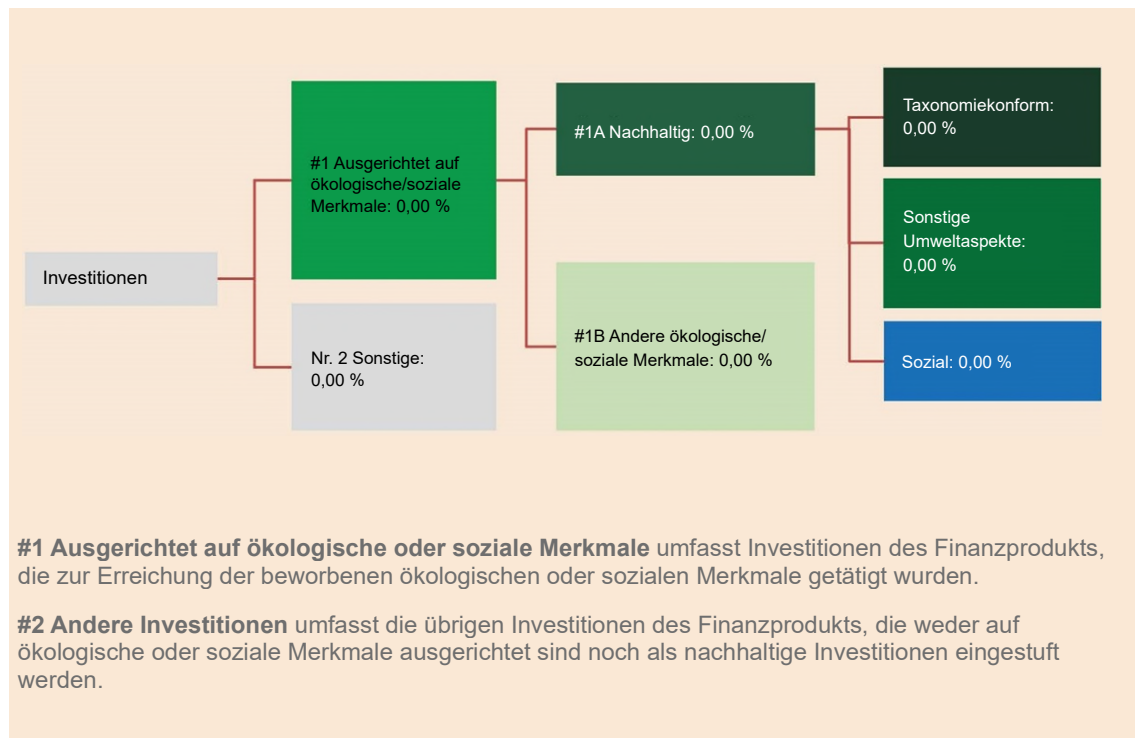 Investitionen
#1 Ausgerichtet auf
ökologische/soziale
Merkmale: 0,00 %
Nr. 2 Sonstige:
0,00 %
#1A Nachhaltig: 0,00 %
#1B Andere ökologische/
soziale Merkmale: 0,00 %
Taxonomiekonform:
0,00 %
Sonstige
Umweltaspekte:
0,00 %
Sozial: 0,00 %
#1 Ausgerichtet auf ökologische oder soziale Merkmale umfasst Investitionen des Finanzprodukts,
die zur Erreichung der beworbenen ökologischen oder sozialen Merkmale getätigt wurden.
#2 Andere Investitionen umfasst die übrigen Investitionen des Finanzprodukts, die weder auf
ökologische oder soziale Merkmale ausgerichtet sind noch als nachhaltige Investitionen eingestuft
werden.